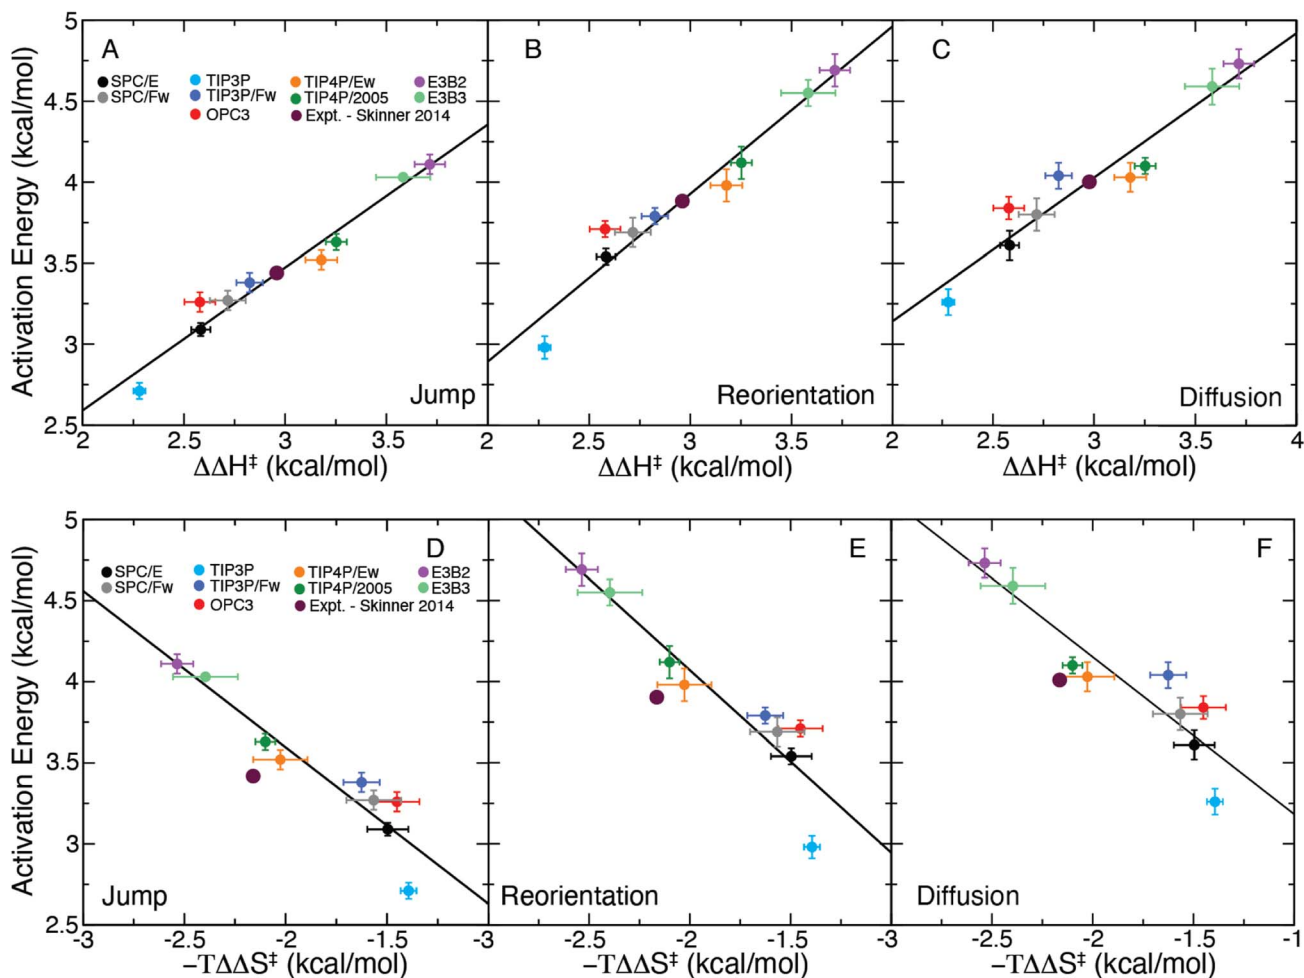 5
4.5
4
3.5
3
2.5
Activation Energy (kcal/mol)
A
SPC/E
SPC/Fw
TIP3P
TIP3P/Fw
OPC3
TIP4P/Ew
TIP4P/2005
Expt. - Skinner 2014
E3B2
E3B3
Jump
2
2.5
3
3.5
ΔΔH‡ (kcal/mol)
B
Reorientation
2
2.5
3
3.5
ΔΔH‡ (kcal/mol)
C
Diffusion
2
2.5
3
3.5
4
ΔΔH‡ (kcal/mol)
5
4.5
4
3.5
3
2.5
Activation Energy (kcal/mol)
D
SPC/E
SPC/Fw
TIP3P
TIP3P/Fw
OPC3
TIP4P/Ew
TIP4P/2005
Expt. - Skinner 2014
E3B2
E3B3
Jump
-3
-2.5
-2
-1.5
−TΔΔS‡ (kcal/mol)
E
Reorientation
-3
-2.5
-2
-1.5
−TΔΔS‡ (kcal/mol)
F
Diffusion
-3
-2.5
-2
-1.5
-1
−TΔΔS‡ (kcal/mol)